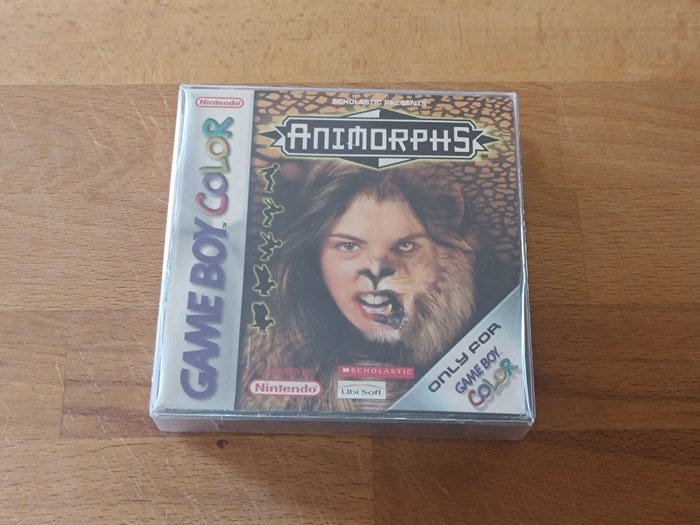 Nintendo
GAME BOY COLOR
SCHOLASTIC PRESENTS
ANIMORPHS
Nintendo
SCHOLASTIC
Ubi Soft
ONLY FOR
GAME BOY
COLOR